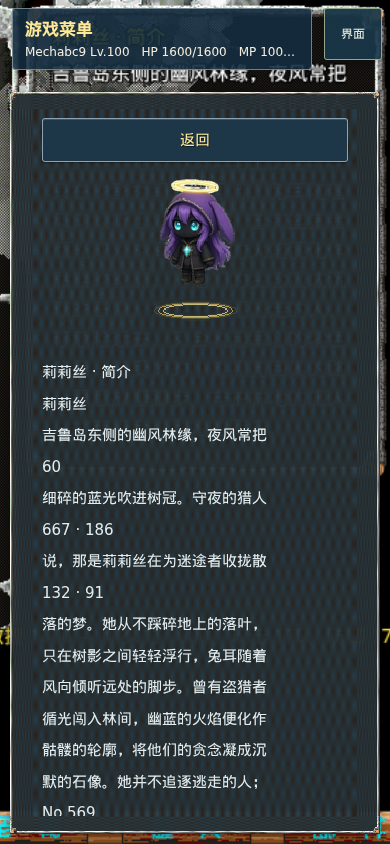 游戏菜单
Mechabc9 Lv.100 HP 1600/1600 MP 100...
界面
吉鲁岛东侧的幽风林缘，夜风常把
返回
莉莉丝 · 简介
莉莉丝
吉鲁岛东侧的幽风林缘，夜风常把
60
细碎的蓝光吹进树冠。守夜的猎人
667 · 186
说，那是莉莉丝在为迷途者收拢散
132 · 91
落的梦。她从不踩碎地上的落叶，
只在树影之间轻轻浮行，兔耳随着
风向倾听远处的脚步。曾有盗猎者
循光闯入林间，幽蓝的火焰便化作
骷髅的轮廓，将他们的贪念凝成沉
默的石像。她并不追逐逃走的人；
No 569